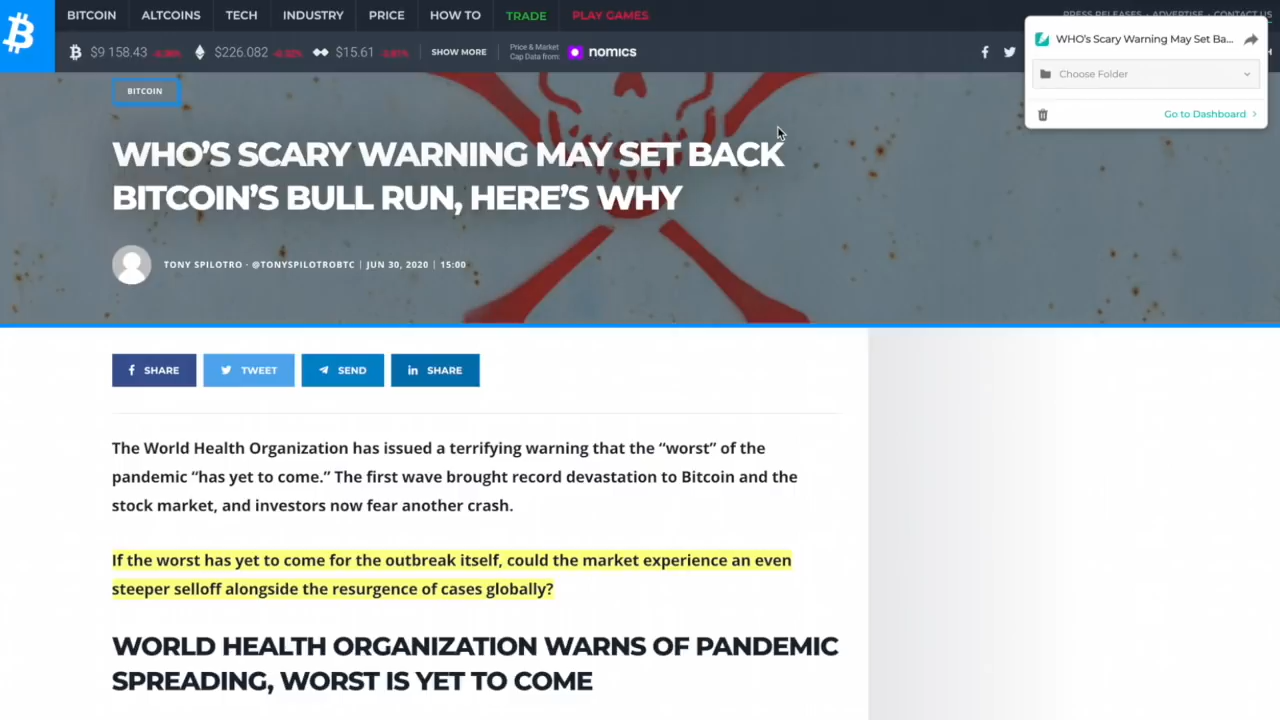 BITCOIN ALTCOINS TECH INDUSTRY PRICE HOW TO TRADE PLAY GAMES
PRESS RELEASES ADVERTISE CONTACT US
$9 158.43 $226.082 $15.61 SHOW MORE
Price & Market
Cap Data from:
nomics
WHO's Scary Warning May Set Ba...
Choose Folder
Go to Dashboard
BITCOIN
WHO'S SCARY WARNING MAY SET BACK
BITCOIN'S BULL RUN, HERE'S WHY
TONY SPILOTRO · @TONYSPILOTROBTC | JUN 30, 2020 | 15:00
SHARE TWEET SEND SHARE
The World Health Organization has issued a terrifying warning that the “worst” of the
pandemic “has yet to come.” The first wave brought record devastation to Bitcoin and the
stock market, and investors now fear another crash.
If the worst has yet to come for the outbreak itself, could the market experience an even
steeper selloff alongside the resurgence of cases globally?
WORLD HEALTH ORGANIZATION WARNS OF PANDEMIC
SPREADING, WORST IS YET TO COME